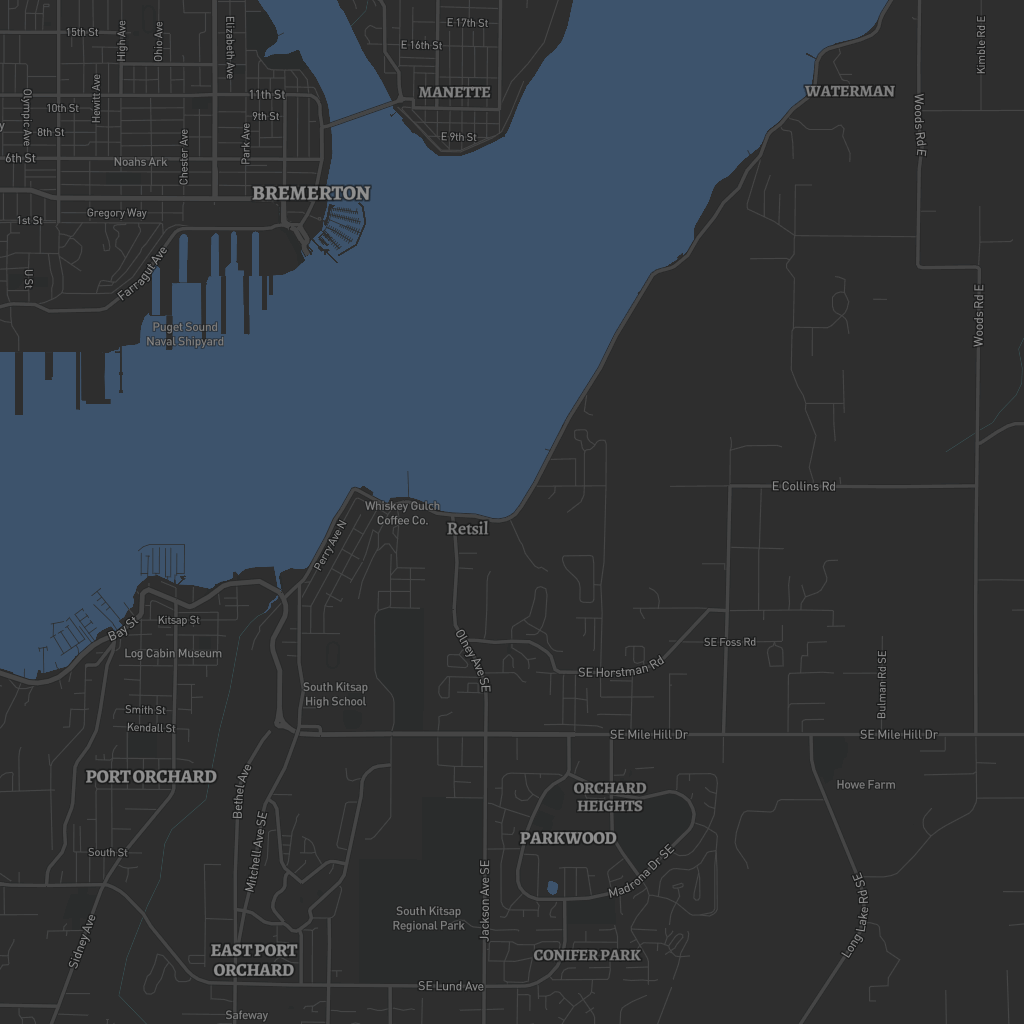 E 17th St
15th St
High Ave
Ohio Ave
Elizabeth Ave
E 16th St
Kimble Rd E
Hewitt Ave
MANETTE
WATERMAN
11th St
Olympic Ave
10th St
9th St
Woods Rd E
8th St
E 9th St
Park Ave
Chester Ave
6th St
Noahs Ark
BREMERTON
Gregory Way
1st St
U St
Farragut Ave
Woods Rd E
Puget Sound
Naval Shipyard
E Collins Rd
Whiskey Gulch
Coffee Co.
Retsil
Perry Ave N
Kitsap St
Bay St
Log Cabin Museum
Olney Ave SE
SE Foss Rd
SE Horstman Rd
Bulman Rd SE
South Kitsap
High School
Smith St
Kendall St
SE Mile Hill Dr
SE Mile Hill Dr
PORT ORCHARD
Bethel Ave
ORCHARD
HEIGHTS
Howe Farm
PARKWOOD
Mitchell Ave SE
South St
Madrona Dr SE
Jackson Ave SE
Long Lake Rd SE
South Kitsap
Regional Park
Sidney Ave
EAST PORT
ORCHARD
CONIFER PARK
SE Lund Ave
Safeway